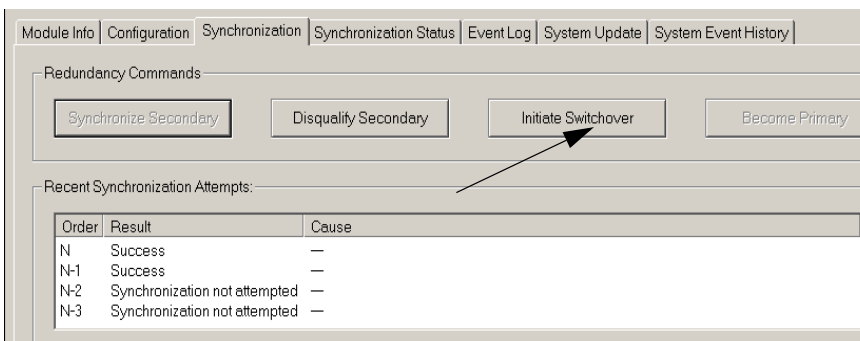 Module Info Configuration Synchronization Synchronization Status Event Log System Update System Event History
Redundancy Commands
Synchronize Secondary Disqualify Secondary Initiate Switchover Become Primary
Recent Synchronization Attempts:
Order Result Cause
N Success —
N-1 Success —
N-2 Synchronization not attempted —
N-3 Synchronization not attempted —